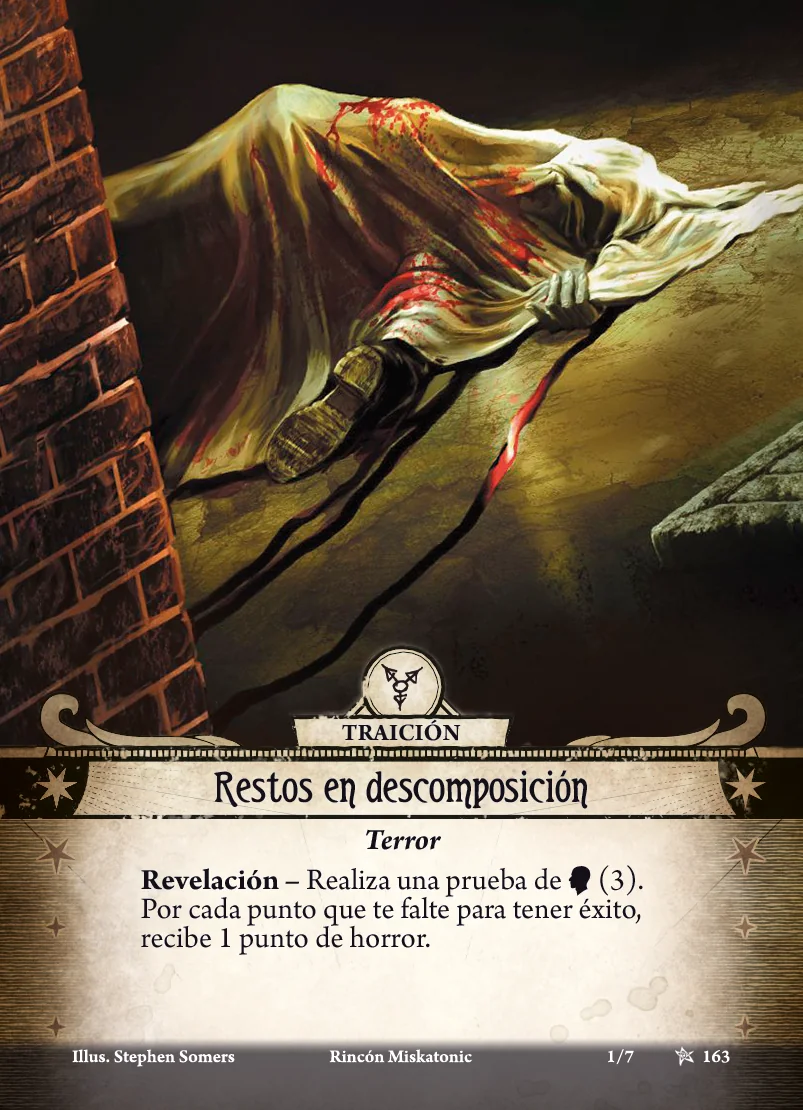 TRAICIÓN
Restos en descomposición
Terror
Revelación – Realiza una prueba de (3).
Por cada punto que te falte para tener éxito,
recibe 1 punto de horror.
Illus. Stephen Somers Rincón Miskatonic 1/7 163